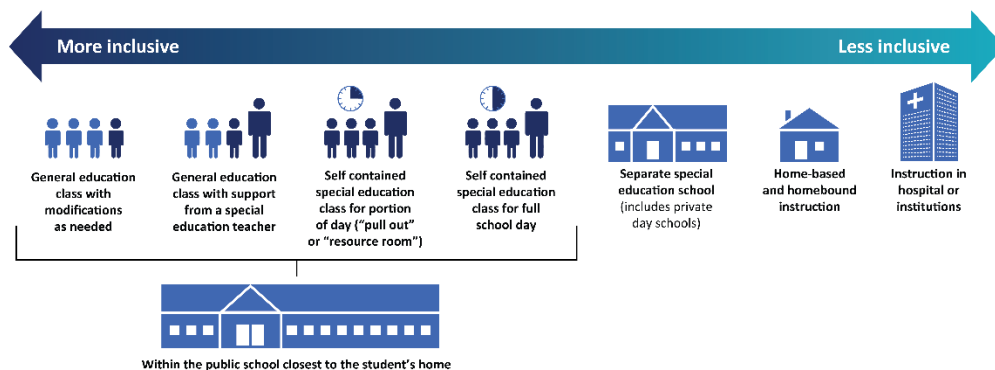 More inclusive
Less inclusive
General education
class with
modifications
as needed
General education
class with support
from a special
education teacher
Self contained
special education
class for portion
of day (“pull out”
or “resource room”)
Self contained
special education
class for full
school day
Separate special
education school
(includes private
day schools)
Home-based
and homebound
instruction
Instruction in
hospital or
institutions
Within the public school closest to the student’s home